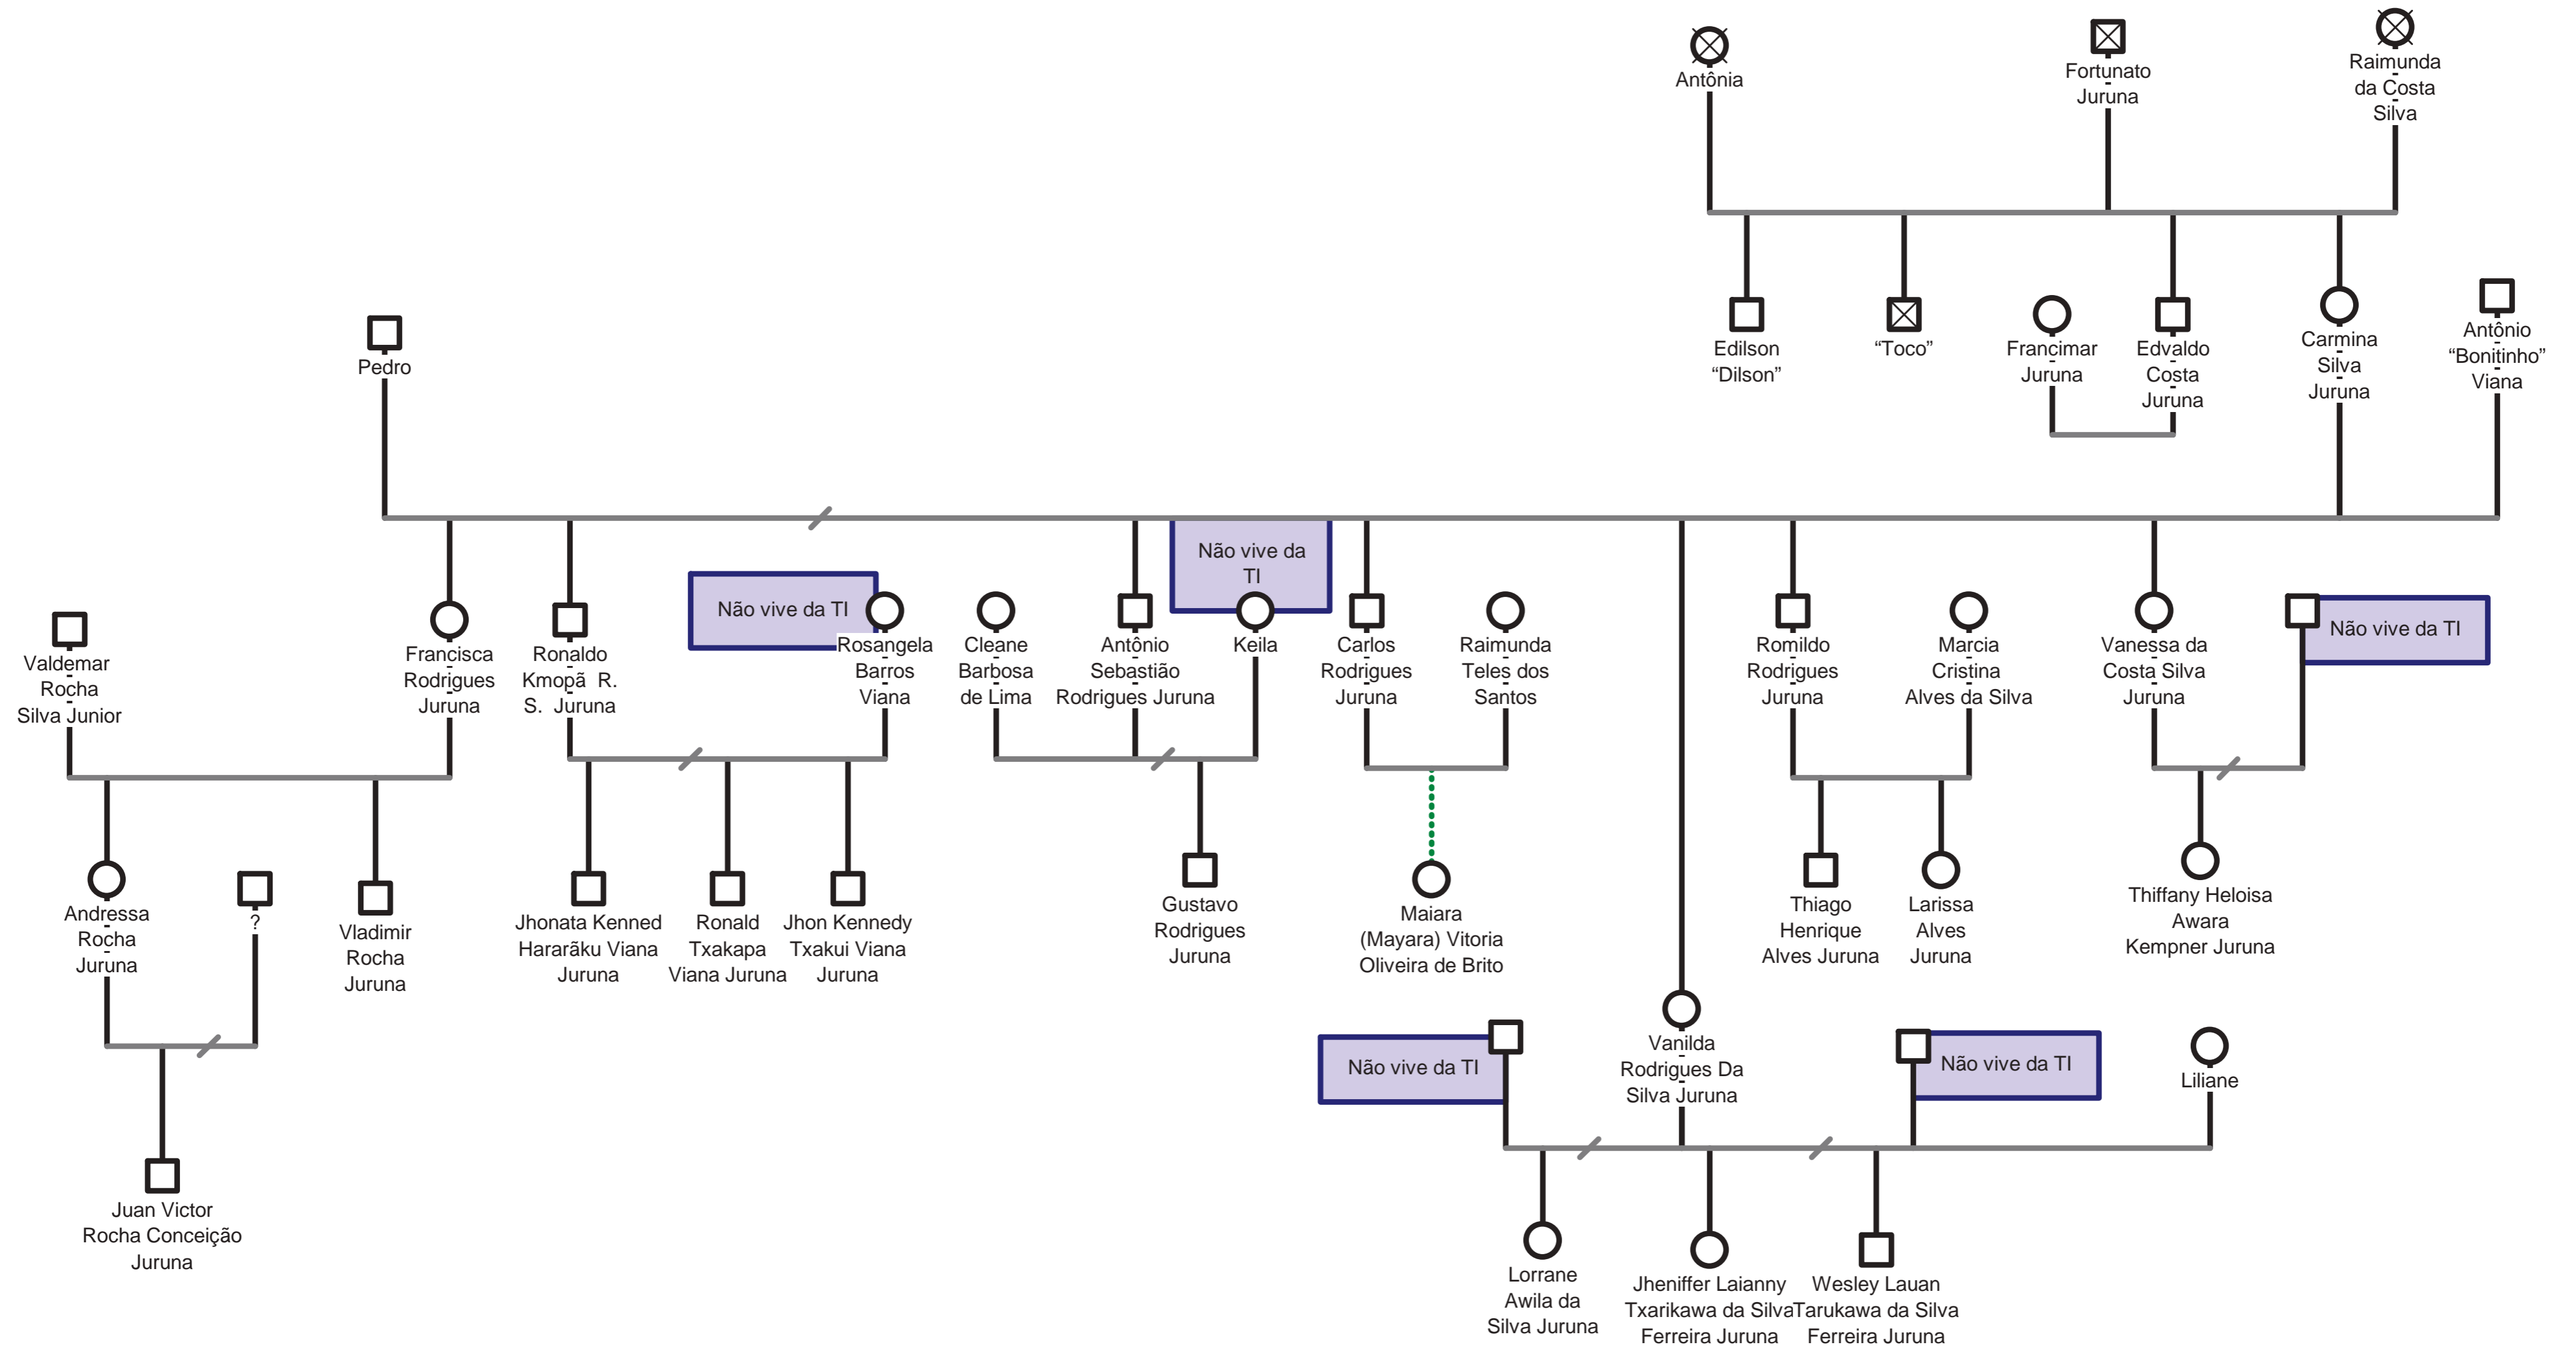 Antônia
Fortunato
Juruna
Raimunda
da Costa
Silva
Edilson
“Dilson”
“Toco”
Francimar
Juruna
Edvaldo
Costa
Juruna
Carmina
Silva
Juruna
Antônio
“Bonitinho”
Viana
Pedro
Valdemar
Rocha
Silva Junior
Francisca
Rodrigues
Juruna
Ronaldo
Kmopã R.
S. Juruna
Não vive da TI
Rosangela
Barros
Viana
Cleane
Barbosa
de Lima
Antônio
Sebastião
Rodrigues Juruna
Não vive da
TI
Keila
Carlos
Rodrigues
Juruna
Raimunda
Teles dos
Santos
Romildo
Rodrigues
Juruna
Marcia
Cristina
Alves da Silva
Vanessa da
Costa Silva
Juruna
Não vive da TI
Andressa
Rocha
Juruna
?
Vladimir
Rocha
Juruna
Jhonata Kenned
Hararãku Viana
Juruna
Ronald
Txakapa
Viana Juruna
Jhon Kennedy
Txakui Viana
Juruna
Gustavo
Rodrigues
Juruna
Maiara
(Mayara) Vitoria
Oliveira de Brito
Thiago
Henrique
Alves Juruna
Larissa
Alves
Juruna
Thiffany Heloisa
Awara
Kempner Juruna
Não vive da TI
Vanilda
Rodrigues Da
Silva Juruna
Não vive da TI
Liliane
Juan Victor
Rocha Conceição
Juruna
Lorrane
Awila da
Silva Juruna
Jheniffer Laianny
Txarikawa da Silva
Ferreira Juruna
Wesley Lauan
Tarukawa da Silva
Ferreira Juruna